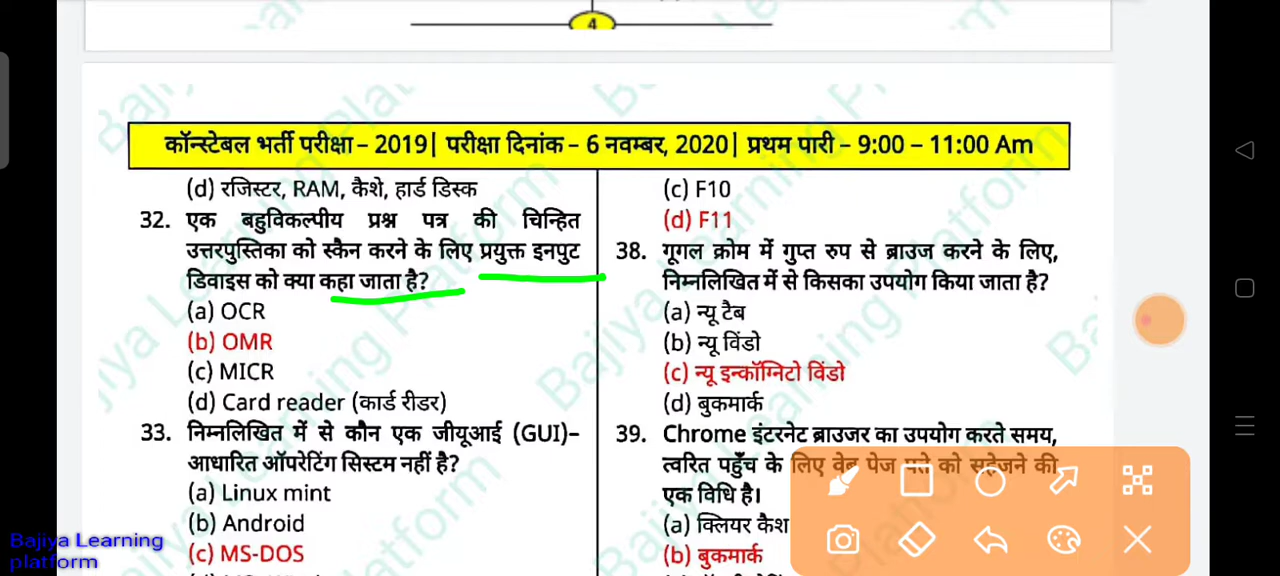 4
कॉन्स्टेबल भर्ती परीक्षा – 2019| परीक्षा दिनांक – 6 नवम्बर, 2020| प्रथम पारी – 9:00 – 11:00 Am
(d) रजिस्टर, RAM, कैशे, हार्ड डिस्क
32. एक बहुविकल्पीय प्रश्न पत्र की चिन्हित
उत्तरपुस्तिका को स्कैन करने के लिए प्रयुक्त इनपुट
डिवाइस को क्या कहा जाता है?
(a) OCR
(b) OMR
(c) MICR
(d) Card reader (कार्ड रीडर)
33. निम्नलिखित में से कौन एक जीयूआई (GUI)–
आधारित ऑपरेटिंग सिस्टम नहीं है?
(a) Linux mint
(b) Android
(c) MS-DOS
(c) F10
(d) F11
38. गूगल क्रोम में गुप्त रुप से ब्राउज करने के लिए,
निम्नलिखित में से किसका उपयोग किया जाता है?
(a) न्यू टैब
(b) न्यू विंडो
(c) न्यू इन्कॉग्निटो विंडो
(d) बुकमार्क
39. Chrome इंटरनेट ब्राउजर का उपयोग करते समय,
त्वरित पहुँच के लिए वेब पेज पते को सहेजने की
एक विधि है।
(a) क्लियर कैश
(b) बुकमार्क
Bajiya Learning
platform